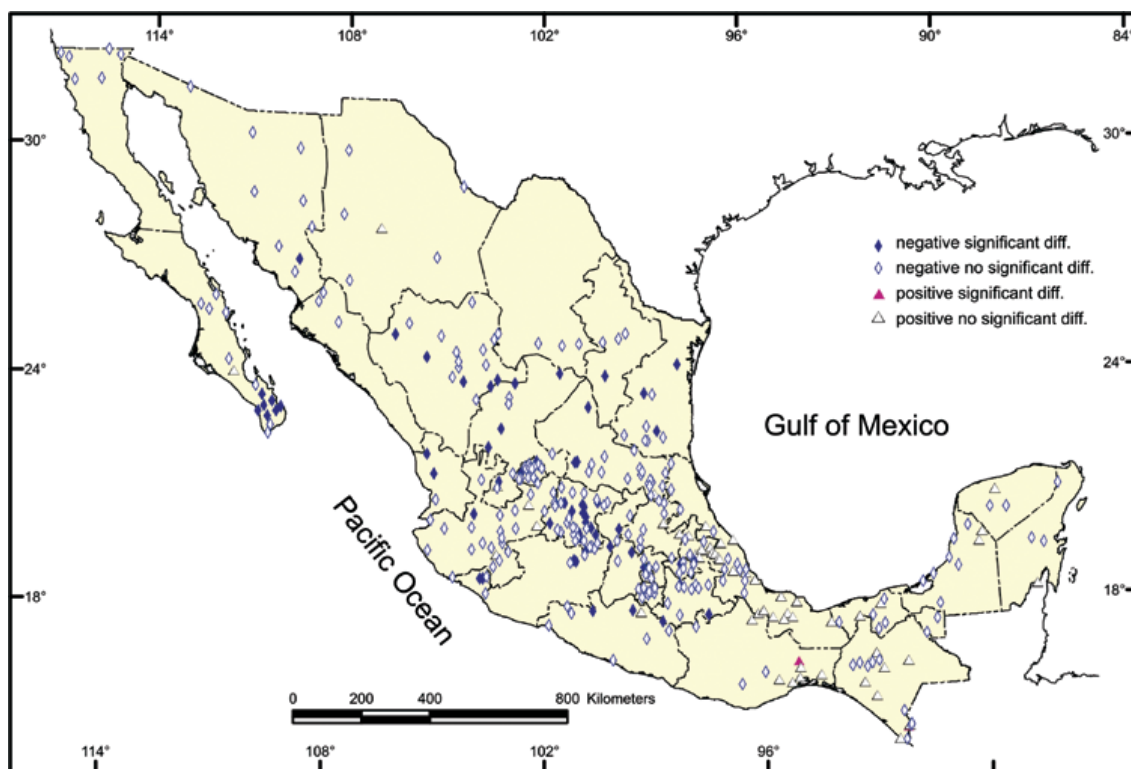 114° 108° 102° 96° 90° 84°
30° 30°
negative significant diff.
negative no significant diff.
positive significant diff.
positive no significant diff.
24° 24°
Gulf of Mexico
Pacific Ocean
18° 18°
0 200 400 800 Kilometers
114° 108° 102° 96°